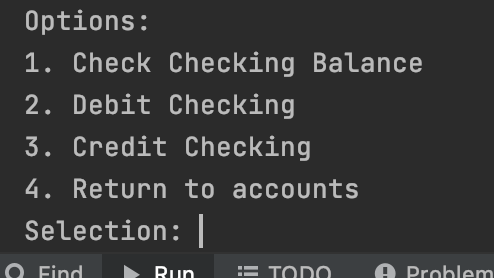 Options:
1. Check Checking Balance
2. Debit Checking
3. Credit Checking
4. Return to accounts
Selection:
Find Run TODO Problem